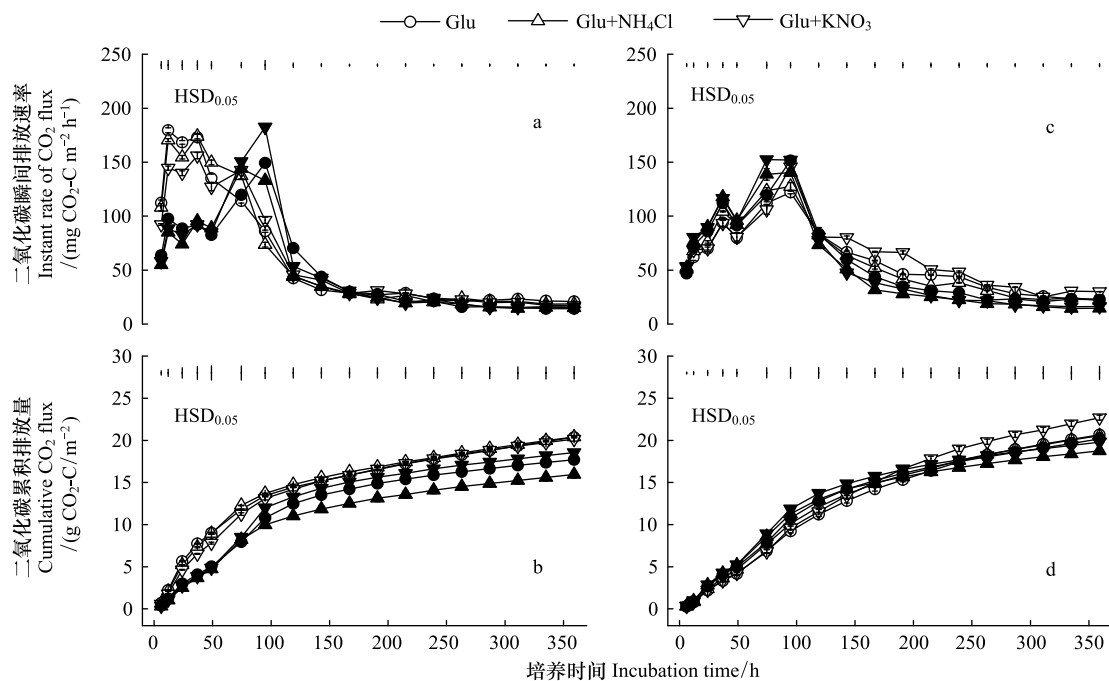 Glu Glu+NH₄Cl Glu+KNO₃
二氧化碳瞬间排放速率
Instant rate of CO₂ flux
/(mg CO₂-C m⁻² h⁻¹)
250
200
150
100
50
0
HSD₀.₀₅
a
250
200
150
100
50
0
HSD₀.₀₅
c
二氧化碳累积排放量
Cumulative CO₂ flux
/(g CO₂-C/m⁻²)
30
25
20
15
10
5
0
HSD₀.₀₅
b
0 50 100 150 200 250 300 350
30
25
20
15
10
5
0
HSD₀.₀₅
d
0 50 100 150 200 250 300 350
培养时间 Incubation time/h